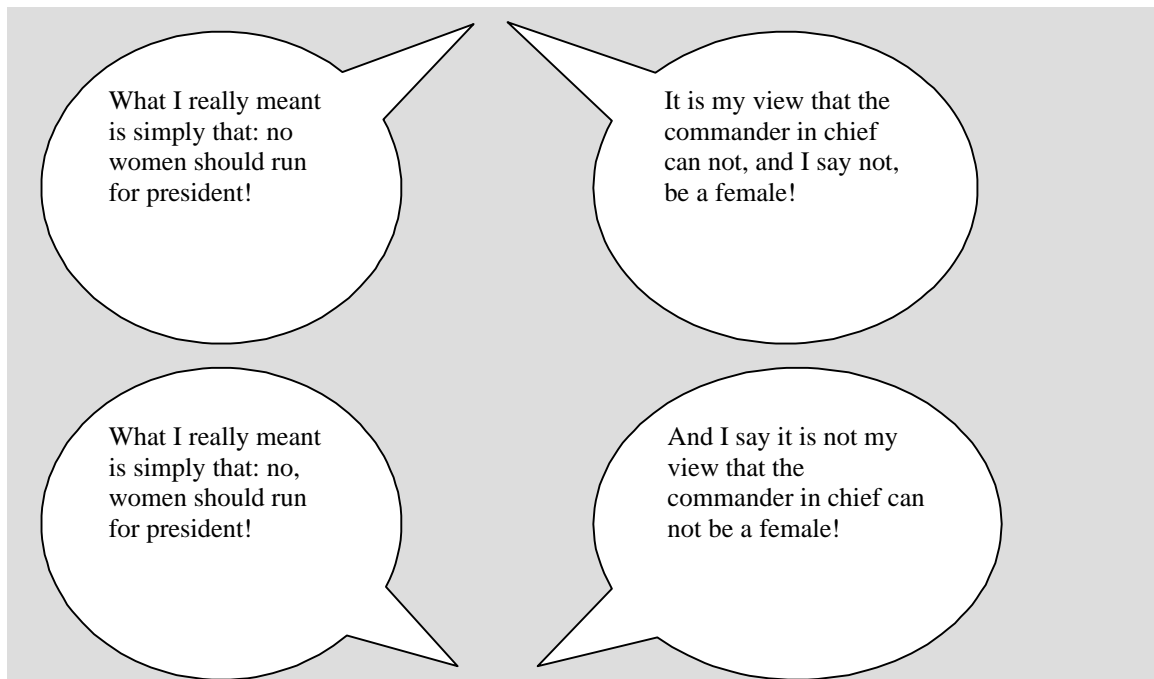 What I really meant
is simply that: no
women should run
for president!
It is my view that the
commander in chief
can not, and I say not,
be a female!
What I really meant
is simply that: no,
women should run
for president!
And I say it is not my
view that the
commander in chief can
not be a female!